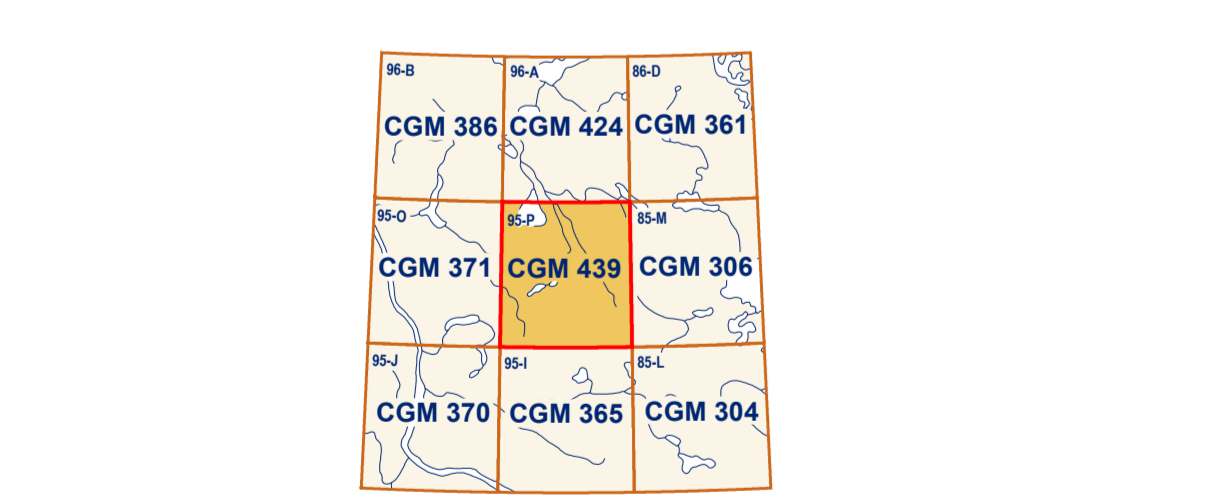 96-B
96-A
86-D
CGM 386
CGM 424
CGM 361
95-O
95-P
85-M
CGM 371
CGM 439
CGM 306
95-J
95-I
85-L
CGM 370
CGM 365
CGM 304